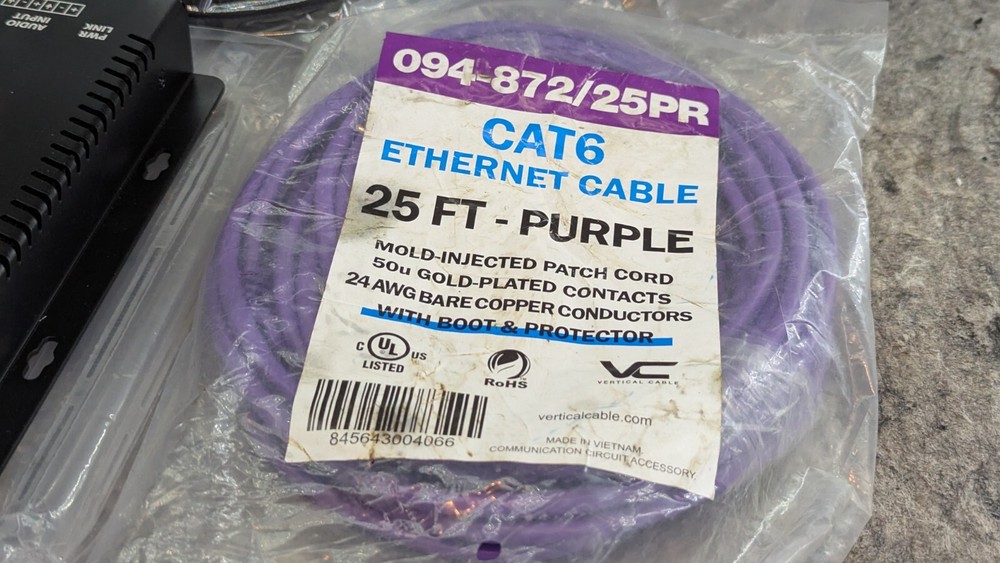 AUDIO
INPUT
PWR
LINK
094-872/25PR
CAT6
ETHERNET CABLE
25 FT - PURPLE
MOLD-INJECTED PATCH CORD
50u GOLD-PLATED CONTACTS
24 AWG BARE COPPER CONDUCTORS
WITH BOOT & PROTECTOR
C UL US
LISTED
RoHS
VC
VERTICAL CABLE
845643004066
verticalcable.com
MADE IN VIETNAM
COMMUNICATION CIRCUIT ACCESSORY